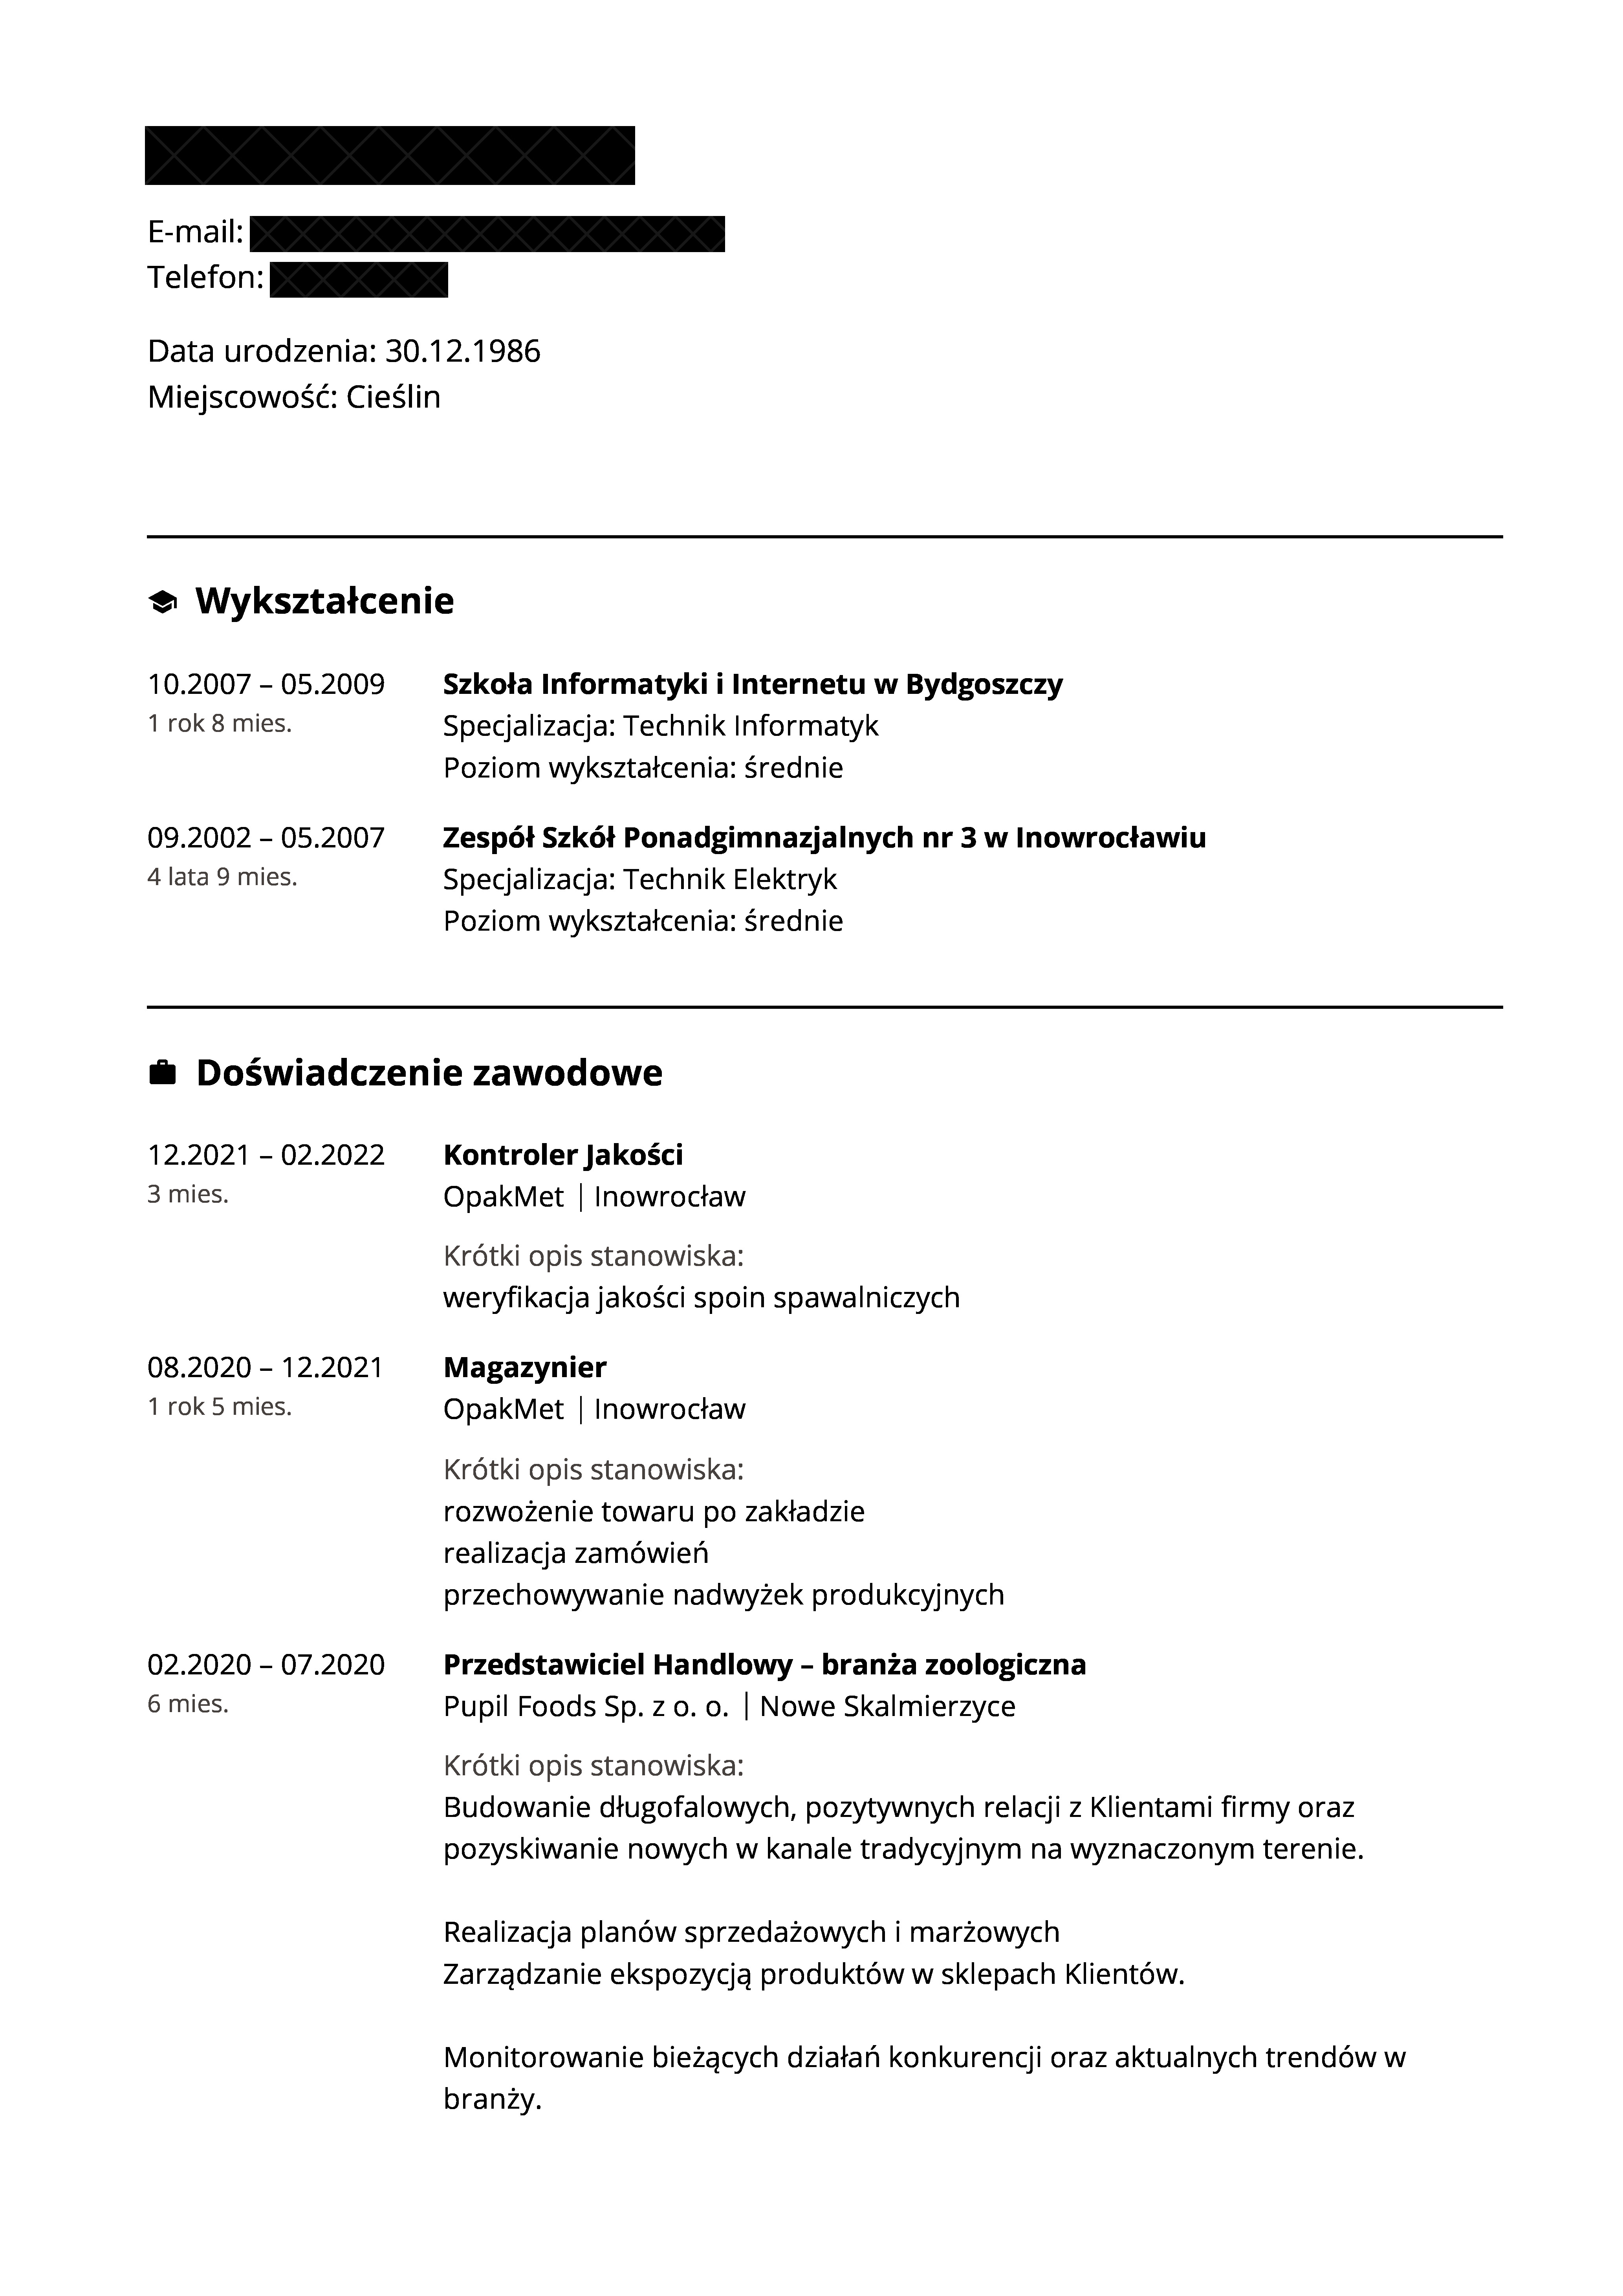 E-mail:
Telefon:
Data urodzenia: 30.12.1986
Miejscowość: Cieślin
Wykształcenie
10.2007 – 05.2009 Szkoła Informatyki i Internetu w Bydgoszczy
1 rok 8 mies. Specjalizacja: Technik Informatyk
Poziom wykształcenia: średnie
09.2002 – 05.2007 Zespół Szkół Ponadgimnazjalnych nr 3 w Inowrocławiu
4 lata 9 mies. Specjalizacja: Technik Elektryk
Poziom wykształcenia: średnie
Doświadczenie zawodowe
12.2021 – 02.2022 Kontroler Jakości
3 mies. OpakMet | Inowrocław
Krótki opis stanowiska:
weryfikacja jakości spoin spawalniczych
08.2020 – 12.2021 Magazynier
1 rok 5 mies. OpakMet | Inowrocław
Krótki opis stanowiska:
rozwożenie towaru po zakładzie
realizacja zamówień
przechowywanie nadwyżek produkcyjnych
02.2020 – 07.2020 Przedstawiciel Handlowy – branża zoologiczna
6 mies. Pupil Foods Sp. z o. o. | Nowe Skalmierzyce
Krótki opis stanowiska:
Budowanie długofalowych, pozytywnych relacji z Klientami firmy oraz
pozyskiwanie nowych w kanale tradycyjnym na wyznaczonym terenie.
Realizacja planów sprzedażowych i marżowych
Zarządzanie ekspozycją produktów w sklepach Klientów.
Monitorowanie bieżących działań konkurencji oraz aktualnych trendów w
branży.